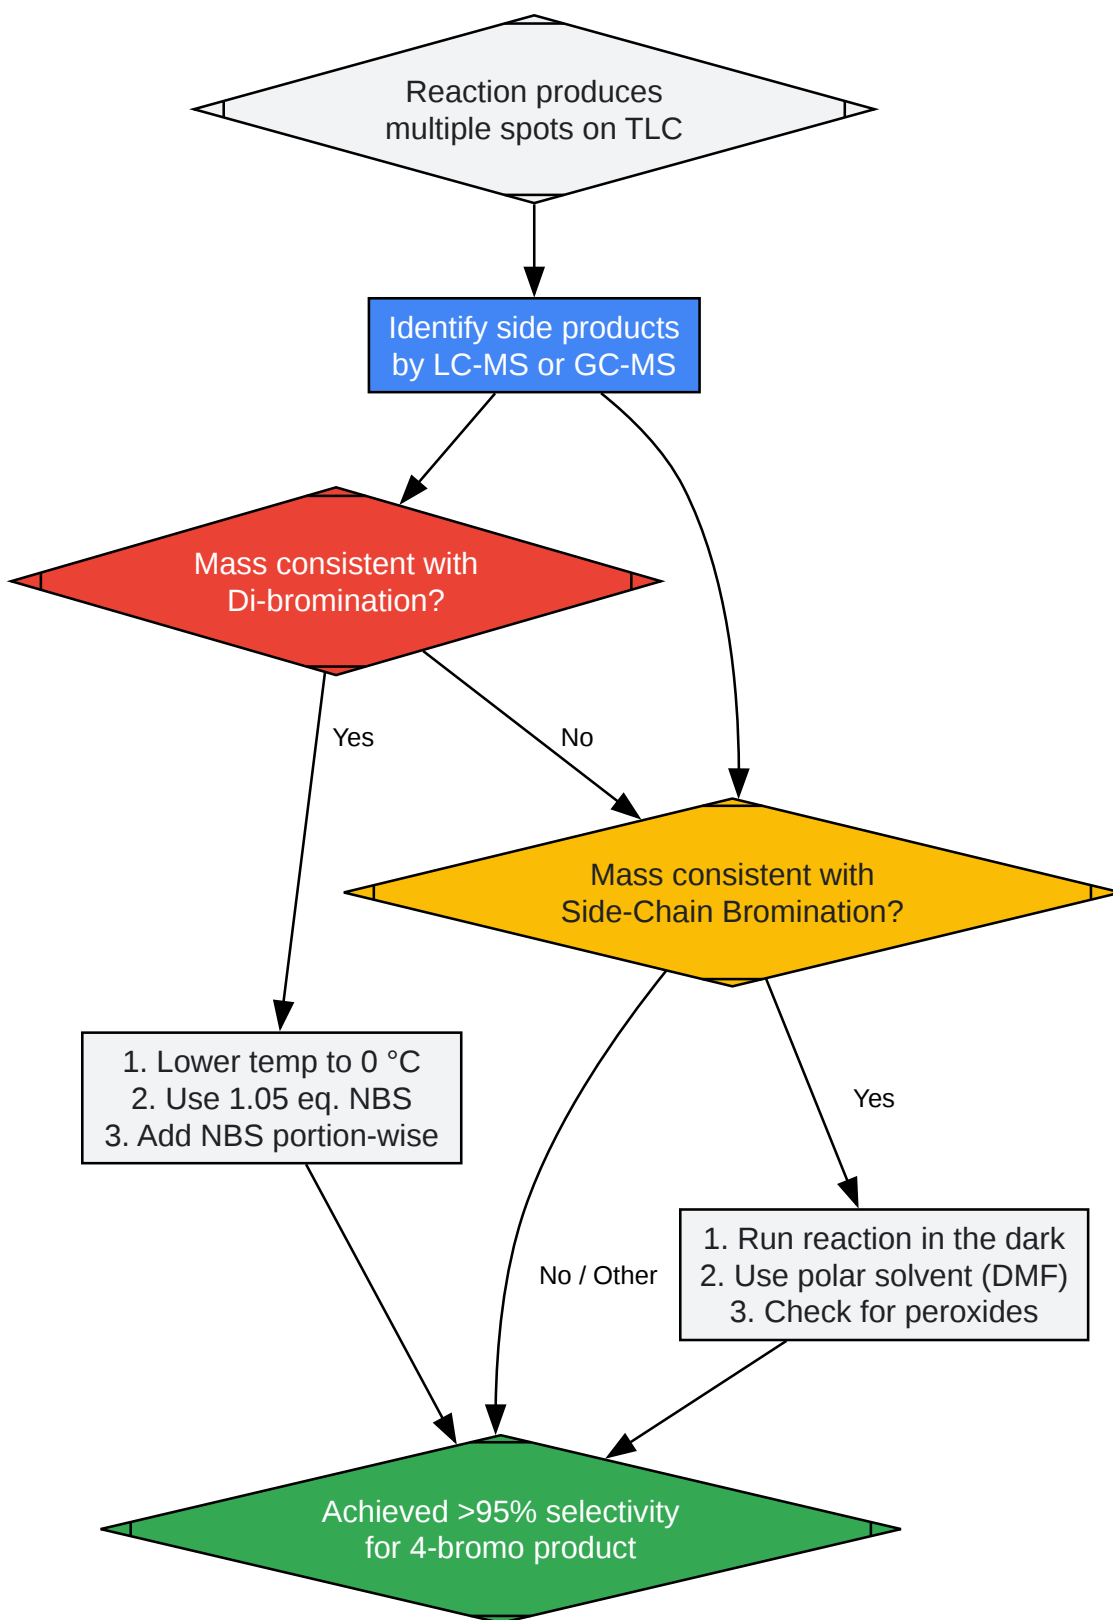 Reaction produces
multiple spots on TLC
Identify side products
by LC-MS or GC-MS
Mass consistent with
Di-bromination?
Yes
No
Mass consistent with
Side-Chain Bromination?
1. Lower temp to 0 °C
2. Use 1.05 eq. NBS
3. Add NBS portion-wise
Yes
No / Other
1. Run reaction in the dark
2. Use polar solvent (DMF)
3. Check for peroxides
Achieved >95% selectivity
for 4-bromo product